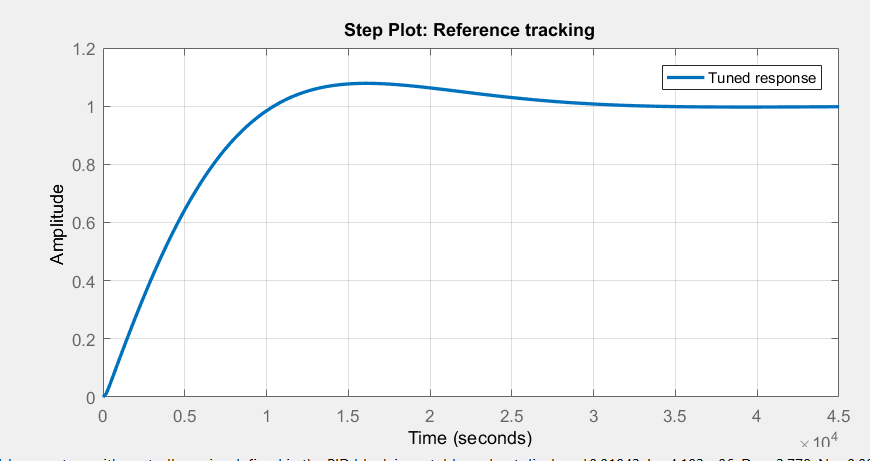 Step Plot: Reference tracking
1.2
Tuned response
1
0.8
0.6
0.4
0.2
0
Amplitude
0 0.5 1 1.5 2 2.5 3 3.5 4 4.5
Time (seconds)
× 10⁴